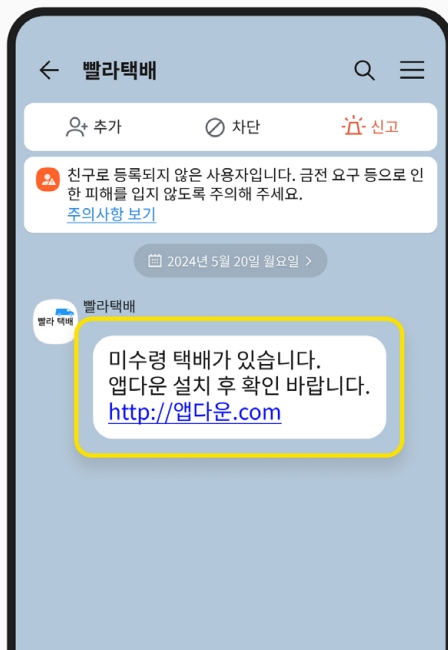 빨라택배
추가
차단
신고
친구로 등록되지 않은 사용자입니다. 금전 요구 등으로 인
한 피해를 입지 않도록 주의해 주세요.
주의사항 보기
2024년 5월 20일 월요일 >
빨라택배
빨라 택배
미수령 택배가 있습니다.
앱다운 설치 후 확인 바랍니다.
http://앱다운.com